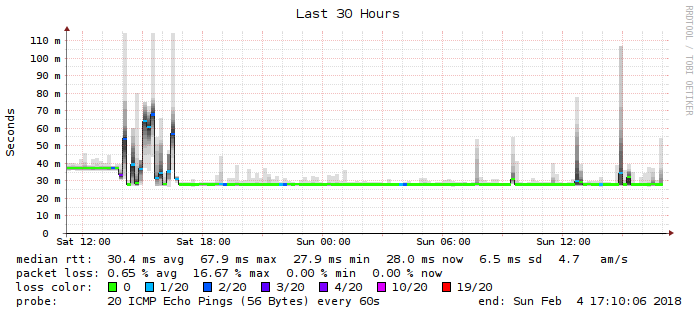 Last 30 Hours
RRDTOOL / TOBI OETIKER
Seconds
110 m
100 m
90 m
80 m
70 m
60 m
50 m
40 m
30 m
20 m
10 m
0
Sat 12:00 Sat 18:00 Sun 00:00 Sun 06:00 Sun 12:00
median rtt: 30.4 ms avg 67.9 ms max 27.9 ms min 28.0 ms now 6.5 ms sd 4.7 am/s
packet loss: 0.65 % avg 16.67 % max 0.00 % min 0.00 % now
loss color: 0 1/20 2/20 3/20 4/20 10/20 19/20
probe: 20 ICMP Echo Pings (56 Bytes) every 60s end: Sun Feb 4 17:10:06 2018